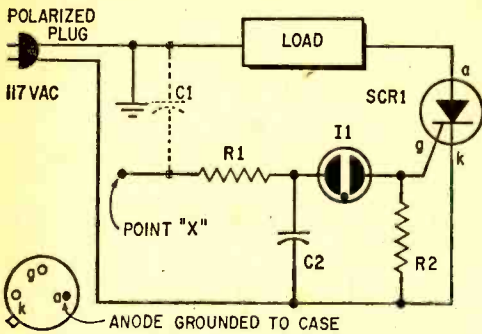 POLARIZED
PLUG
117 VAC
C1
LOAD
a
SCR1
g
k
I1
R1
POINT "X"
C2
R2
g
k
a
ANODE GROUNDED TO CASE